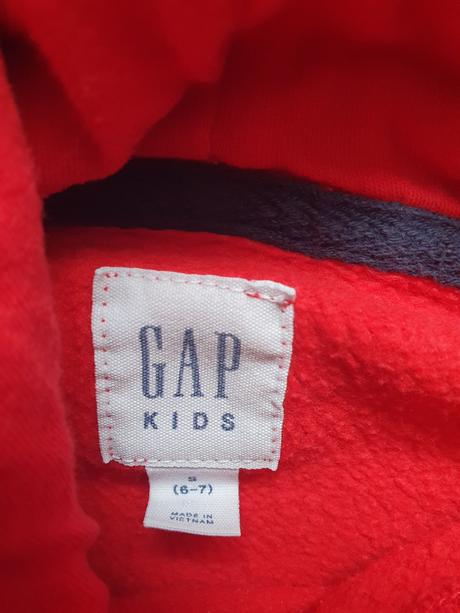 GAP
KIDS
S
(6-7)
MADE IN
VIETNAM